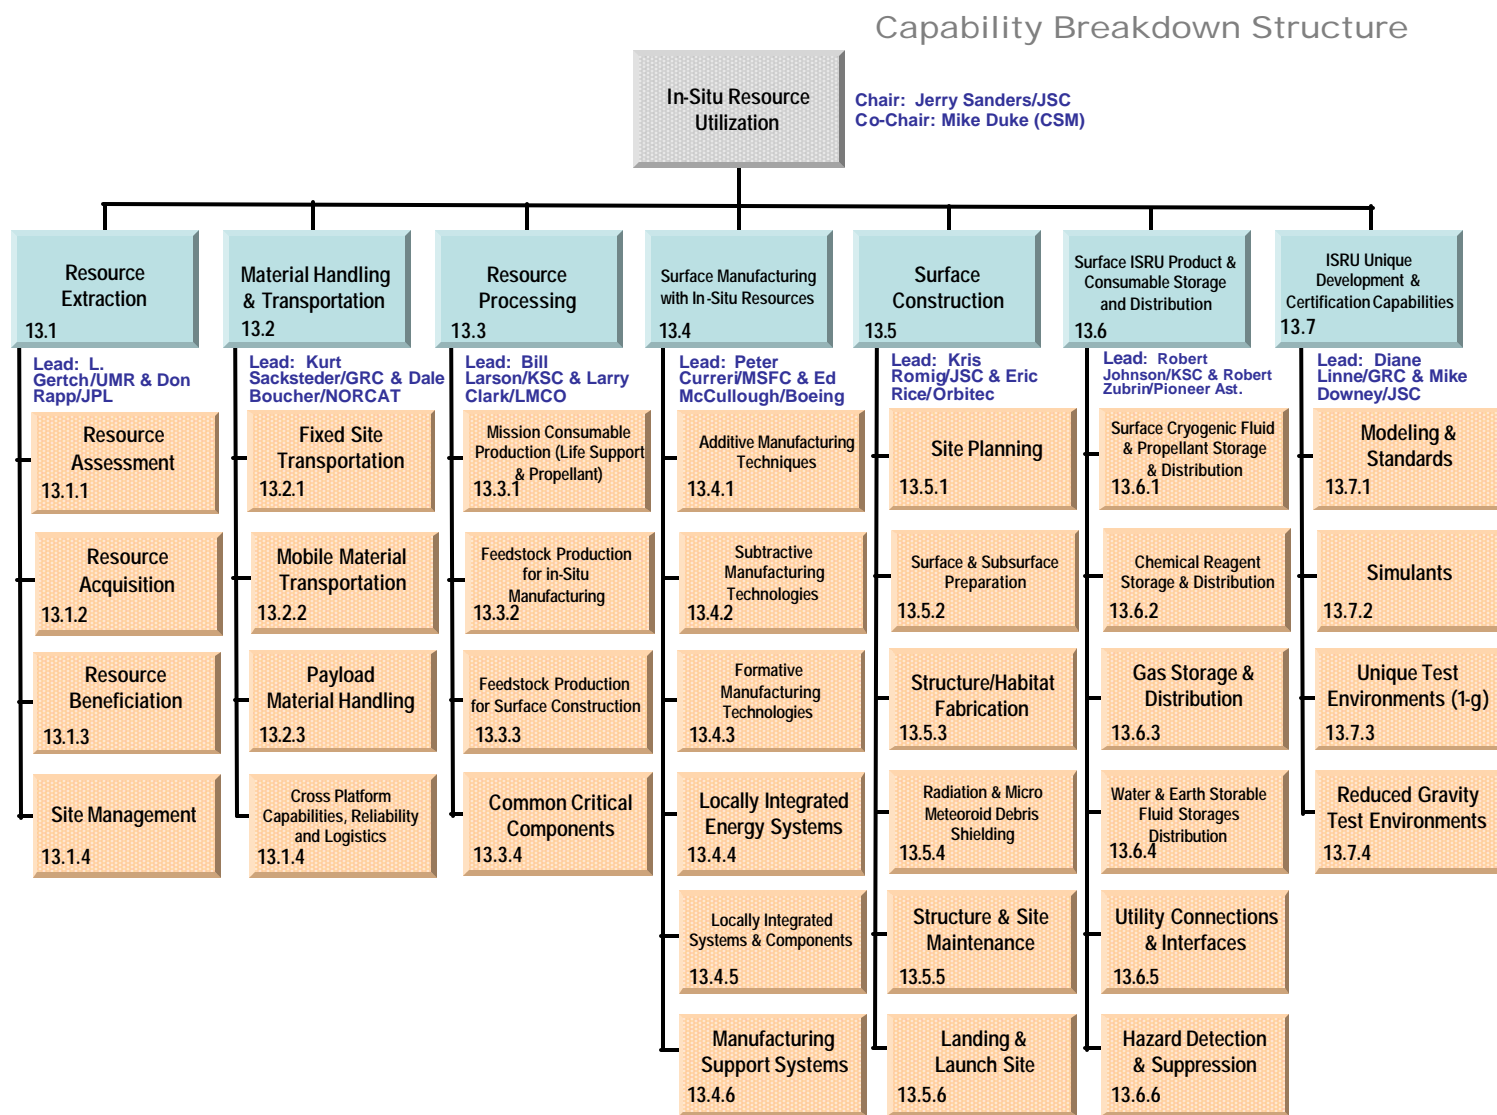 Capability Breakdown Structure
In-Situ Resource
Utilization
Chair: Jerry Sanders/JSC
Co-Chair: Mike Duke (CSM)
Resource
Extraction
13.1
Lead: L.
Gertch/UMR & Don
Rapp/JPL
Resource
Assessment
13.1.1
Resource
Acquisition
13.1.2
Resource
Beneficiation
13.1.3
Site Management
13.1.4
Material Handling
& Transportation
13.2
Lead: Kurt
Sacksteder/GRC & Dale
Boucher/NORCAT
Fixed Site
Transportation
13.2.1
Mobile Material
Transportation
13.2.2
Payload
Material Handling
13.2.3
Cross Platform
Capabilities, Reliability
and Logistics
13.1.4
Resource
Processing
13.3
Lead: Bill
Larson/KSC & Larry
Clark/LMCO
Mission Consumable
Production (Life Support
& Propellant)
13.3.1
Feedstock Production
for in-Situ
Manufacturing
13.3.2
Feedstock Production
for Surface Construction
13.3.3
Common Critical
Components
13.3.4
Surface Manufacturing
with In-Situ Resources
13.4
Lead: Peter
Curreri/MSFC & Ed
McCullough/Boeing
Additive Manufacturing
Techniques
13.4.1
Subtractive
Manufacturing
Technologies
13.4.2
Formative
Manufacturing
Technologies
13.4.3
Locally Integrated
Energy Systems
13.4.4
Locally Integrated
Systems & Components
13.4.5
Manufacturing
Support Systems
13.4.6
Surface
Construction
13.5
Lead: Kris
Romig/JSC & Eric
Rice/Orbitec
Site Planning
13.5.1
Surface & Subsurface
Preparation
13.5.2
Structure/Habitat
Fabrication
13.5.3
Radiation & Micro
Meteoroid Debris
Shielding
13.5.4
Structure & Site
Maintenance
13.5.5
Landing &
Launch Site
13.5.6
Surface ISRU Product &
Consumable Storage
and Distribution
13.6
Lead: Robert
Johnson/KSC & Robert
Zubrin/Pioneer Ast.
Surface Cryogenic Fluid
& Propellant Storage
& Distribution
13.6.1
Chemical Reagent
Storage & Distribution
13.6.2
Gas Storage &
Distribution
13.6.3
Water & Earth Storable
Fluid Storages
Distribution
13.6.4
Utility Connections
& Interfaces
13.6.5
Hazard Detection
& Suppression
13.6.6
ISRU Unique
Development &
Certification Capabilities
13.7
Lead: Diane
Linne/GRC & Mike
Downey/JSC
Modeling &
Standards
13.7.1
Simulants
13.7.2
Unique Test
Environments (1-g)
13.7.3
Reduced Gravity
Test Environments
13.7.4